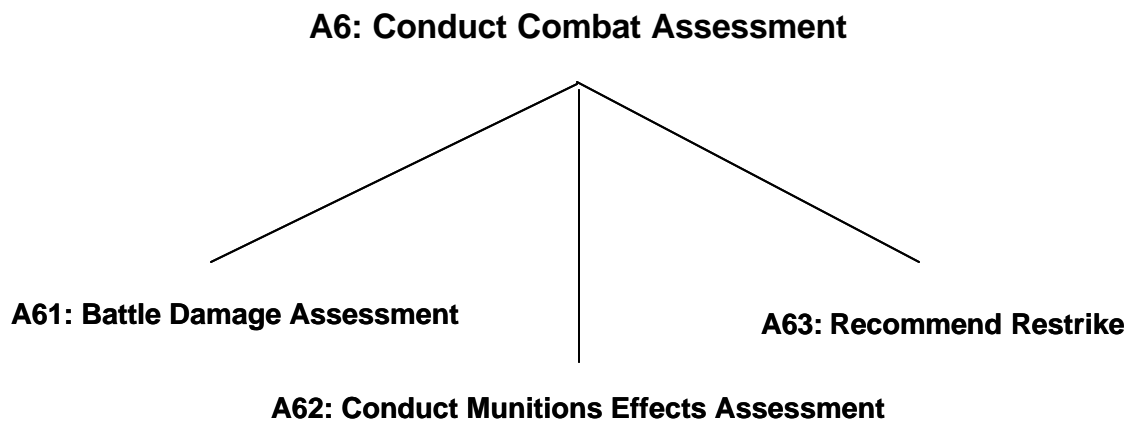 A6: Conduct Combat Assessment
A61: Battle Damage Assessment
A63: Recommend Restrike
A62: Conduct Munitions Effects Assessment